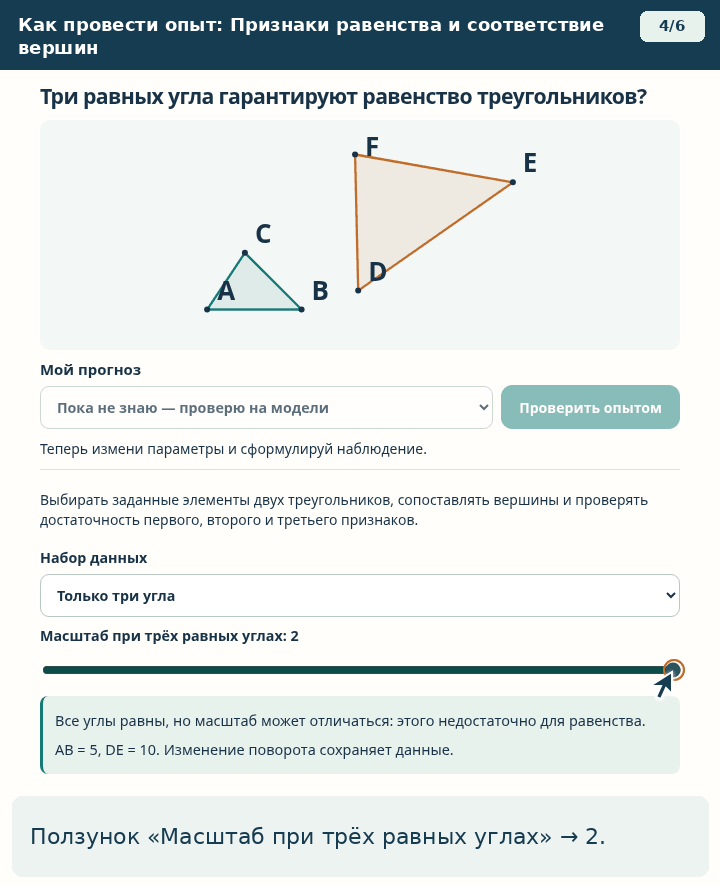 Как провести опыт: Признаки равенства и соответствие
вершин
4/6
Три равных угла гарантируют равенство треугольников?
F
E
C
D
A
B
Мой прогноз
Пока не знаю — проверю на модели
Проверить опытом
Теперь измени параметры и сформулируй наблюдение.
Выбирать заданные элементы двух треугольников, сопоставлять вершины и проверять
достаточность первого, второго и третьего признаков.
Набор данных
Только три угла
Масштаб при трёх равных углах: 2
Все углы равны, но масштаб может отличаться: этого недостаточно для равенства.
AB = 5, DE = 10. Изменение поворота сохраняет данные.
Ползунок «Масштаб при трёх равных углах» → 2.